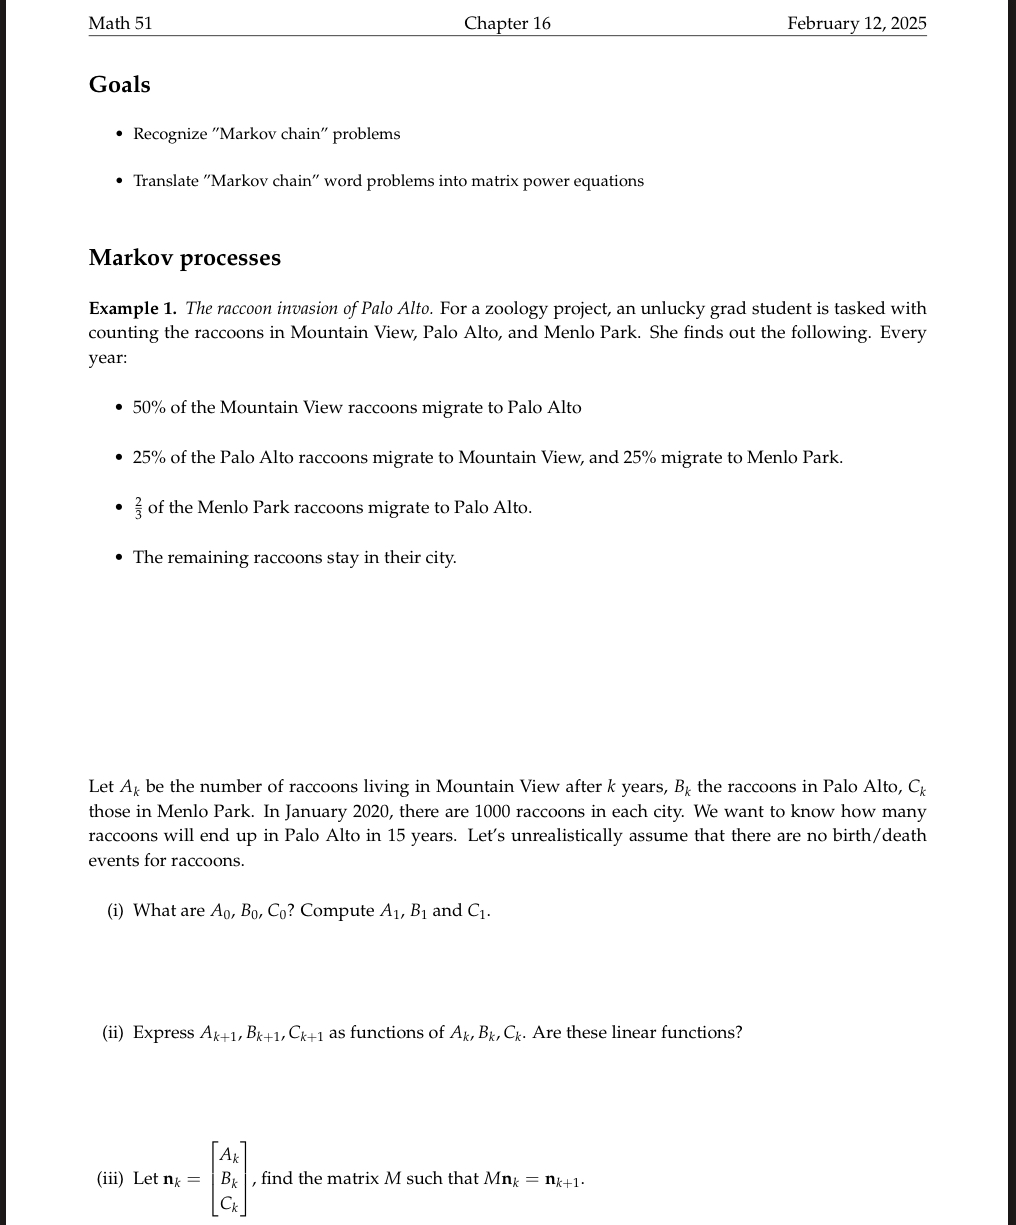 Math 51 Chapter 16 February 12, 2025
Goals
• Recognize ”Markov chain” problems
• Translate ”Markov chain” word problems into matrix power equations
Markov processes
Example 1. The raccoon invasion of Palo Alto. For a zoology project, an unlucky grad student is tasked with
counting the raccoons in Mountain View, Palo Alto, and Menlo Park. She finds out the following. Every
year:
• 50% of the Mountain View raccoons migrate to Palo Alto
• 25% of the Palo Alto raccoons migrate to Mountain View, and 25% migrate to Menlo Park.
• 2/3 of the Menlo Park raccoons migrate to Palo Alto.
• The remaining raccoons stay in their city.
Let A_k be the number of raccoons living in Mountain View after k years, B_k the raccoons in Palo Alto, C_k
those in Menlo Park. In January 2020, there are 1000 raccoons in each city. We want to know how many
raccoons will end up in Palo Alto in 15 years. Let’s unrealistically assume that there are no birth/death
events for raccoons.
(i) What are A_0, B_0, C_0? Compute A_1, B_1 and C_1.
(ii) Express A_{k+1}, B_{k+1}, C_{k+1} as functions of A_k, B_k, C_k. Are these linear functions?
(iii) Let n_k = [A_k B_k C_k], find the matrix M such that Mn_k = n_{k+1}.